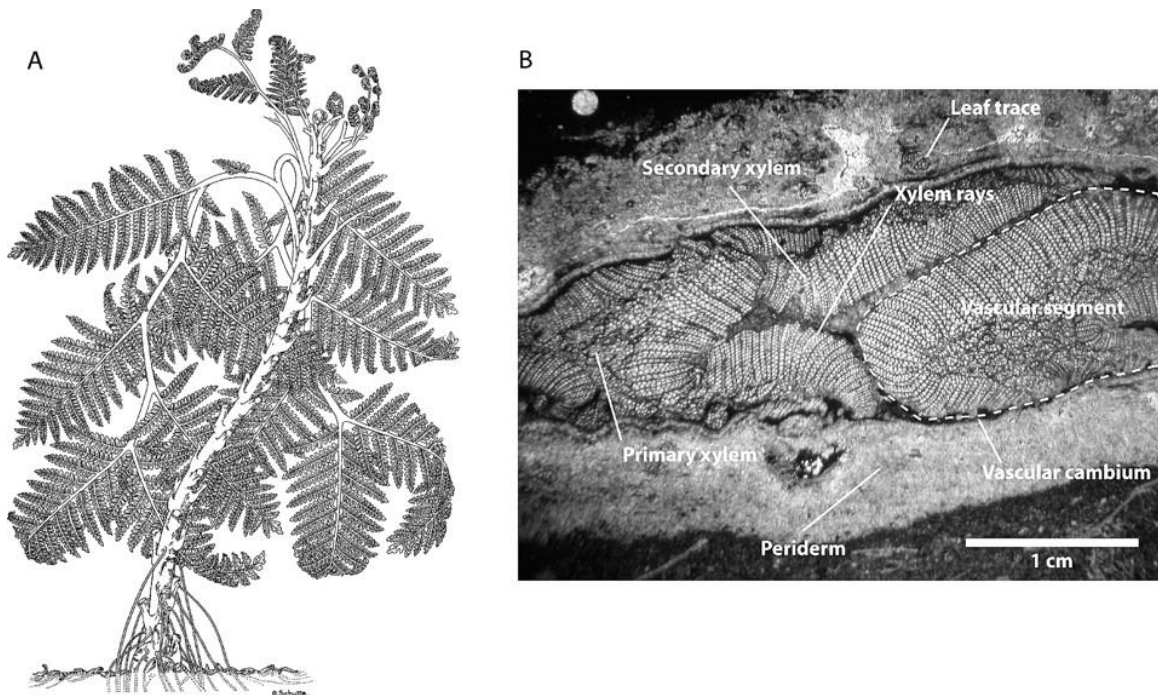 A
B
Leaf trace
Secondary xylem
Xylem rays
Vascular segment
Primary xylem
Vascular cambium
Periderm
1 cm